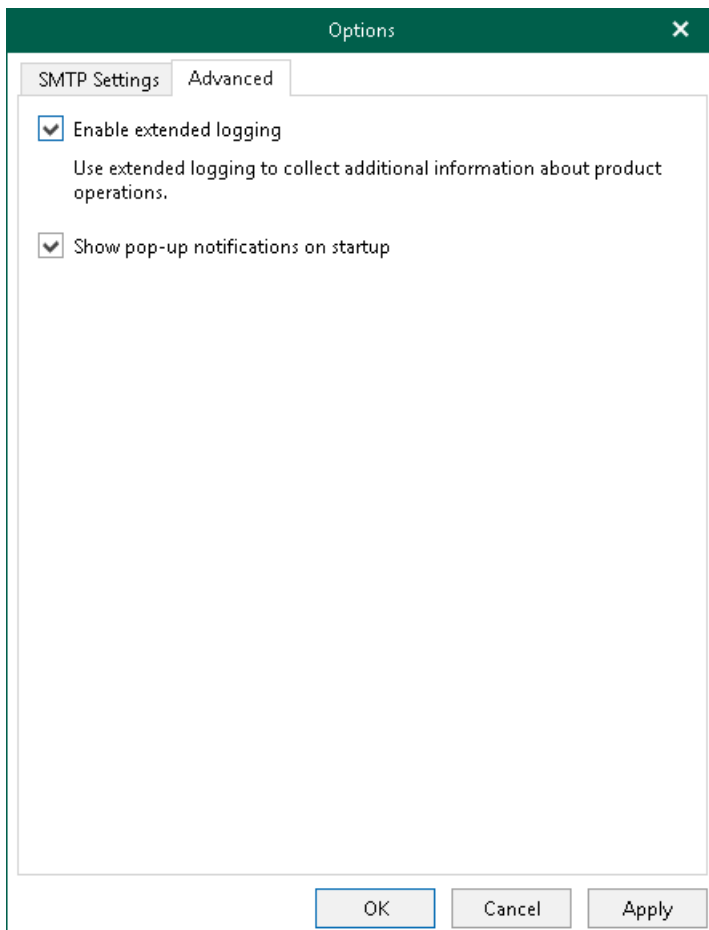 Options
SMTP Settings
Advanced
Enable extended logging
Use extended logging to collect additional information about product
operations.
Show pop-up notifications on startup
OK
Cancel
Apply